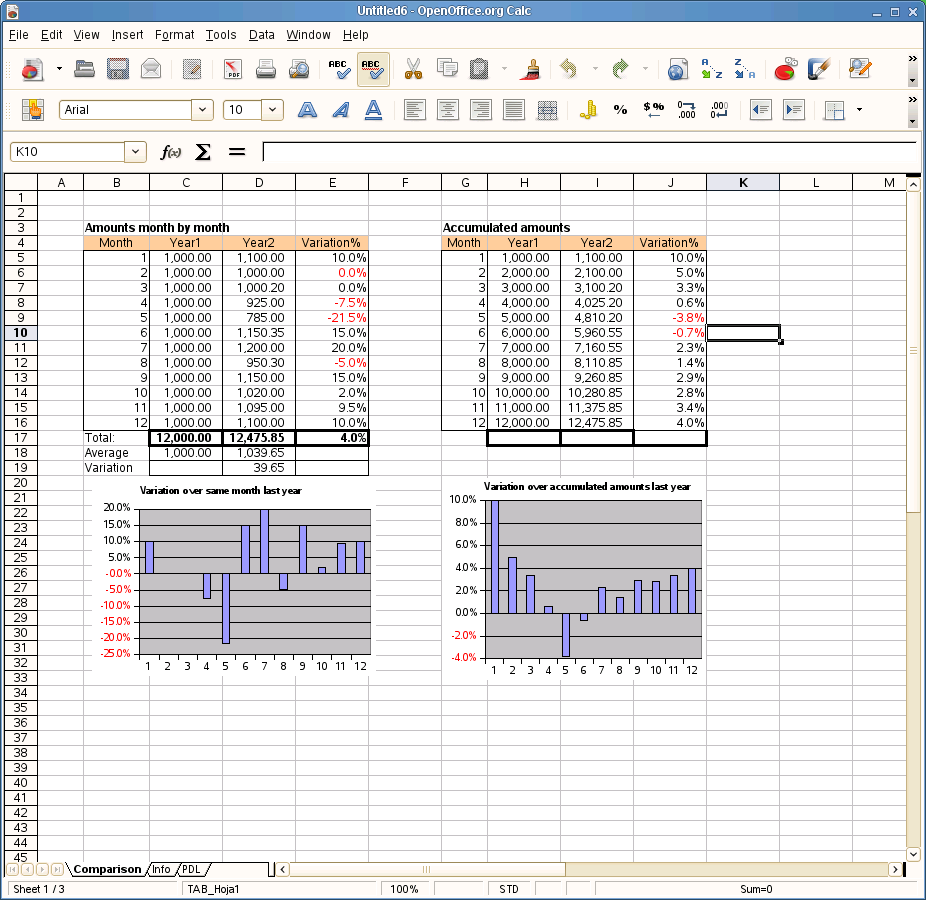 Untitled6 - OpenOffice.org Calc
File Edit View Insert Format Tools Data Window Help
PDF ABC ABC A Z Z A
Arial 10 A A A % $% .000 .000
K10 f(x) Σ =
A B C D E F G H I J K L M
1
2
3 Amounts month by month Accumulated amounts
4 Month Year1 Year2 Variation% Month Year1 Year2 Variation%
5 1 1,000.00 1,100.00 10.0% 1 1,000.00 1,100.00 10.0%
6 2 1,000.00 1,000.00 0.0% 2 2,000.00 2,100.00 5.0%
7 3 1,000.00 1,000.20 0.0% 3 3,000.00 3,100.20 3.3%
8 4 1,000.00 925.00 -7.5% 4 4,000.00 4,025.20 0.6%
9 5 1,000.00 785.00 -21.5% 5 5,000.00 4,810.20 -3.8%
10 6 1,000.00 1,150.35 15.0% 6 6,000.00 5,960.55 -0.7%
11 7 1,000.00 1,200.00 20.0% 7 7,000.00 7,160.55 2.3%
12 8 1,000.00 950.30 -5.0% 8 8,000.00 8,110.85 1.4%
13 9 1,000.00 1,150.00 15.0% 9 9,000.00 9,260.85 2.9%
14 10 1,000.00 1,020.00 2.0% 10 10,000.00 10,280.85 2.8%
15 11 1,000.00 1,095.00 9.5% 11 11,000.00 11,375.85 3.4%
16 12 1,000.00 1,100.00 10.0% 12 12,000.00 12,475.85 4.0%
17 Total: 12,000.00 12,475.85 4.0%
18 Average 1,000.00 1,039.65
19 Variation 39.65
20
21
22
23
24
25
26
27
28
29
30
31
32
33
34
35
36
37
38
39
40
41
42
43
44
45
Variation over same month last year
20.0%
15.0%
10.0%
5.0%
-0.0%
-5.0%
-10.0%
-15.0%
-20.0%
-25.0%
1 2 3 4 5 6 7 8 9 10 11 12
Variation over accumulated amounts last year
10.0%
8.0%
6.0%
4.0%
2.0%
0.0%
-2.0%
-4.0%
1 2 3 4 5 6 7 8 9 10 11 12
Comparison Info PDL
Sheet 1 / 3 TAB_Hoja1 100% STD Sum=0